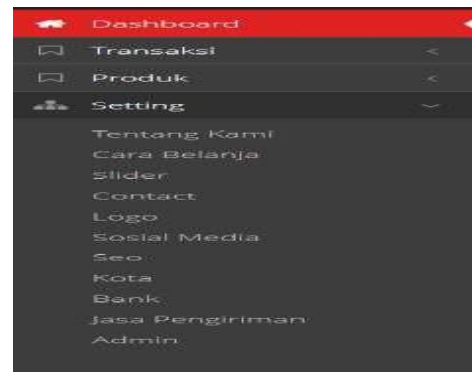 Dashboard
Transaksi
Produk
Setting
Tentang Kami
Cara Belanja
Slider
Contact
Logo
Sosial Media
Seo
Kota
Bank
Jasa Pengiriman
Admin